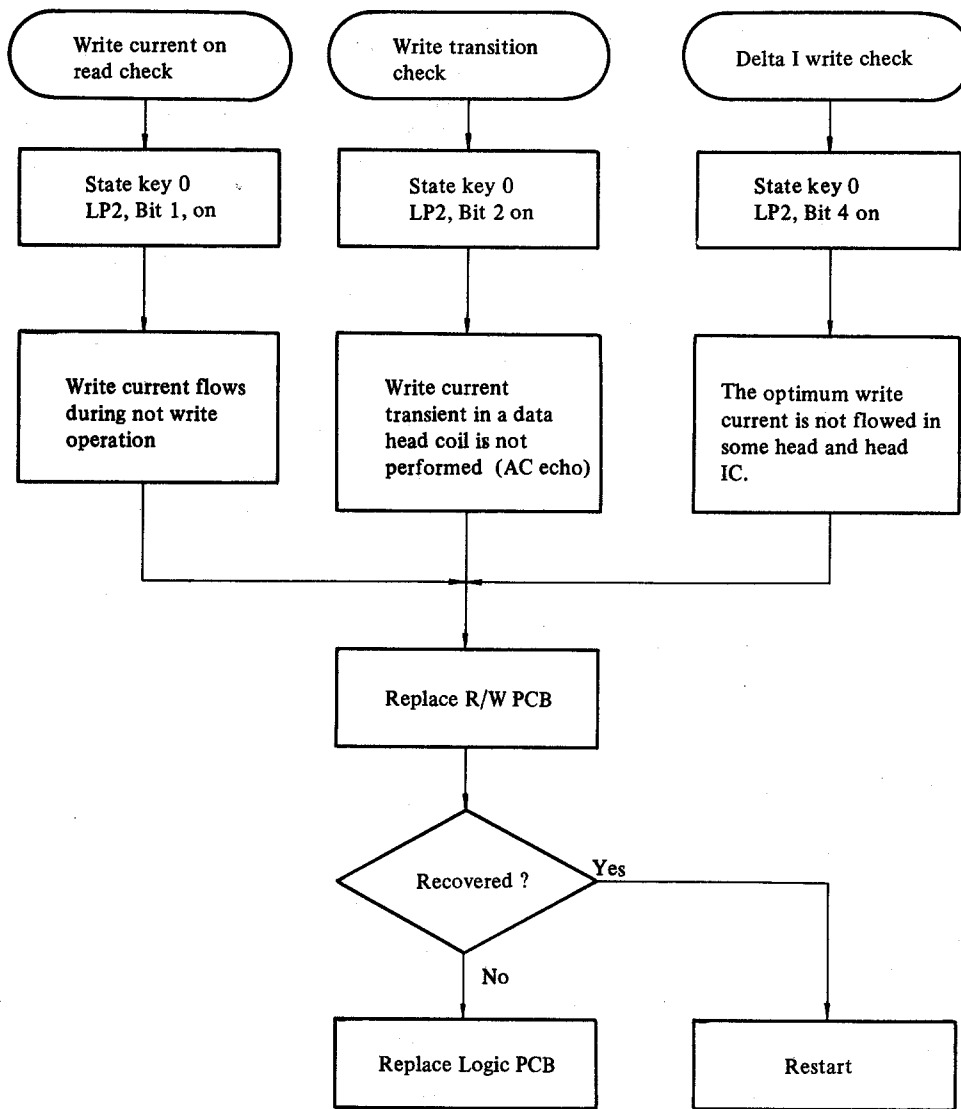 Write current on
read check
Write transition
check
Delta I write check
State key 0
LP2, Bit 1, on
State key 0
LP2, Bit 2 on
State key 0
LP2, Bit 4 on
Write current flows
during not write
operation
Write current
transient in a data
head coil is not
performed (AC echo)
The optimum write
current is not flowed in
some head and head
IC.
Replace R/W PCB
Recovered ?
Yes
No
Replace Logic PCB
Restart